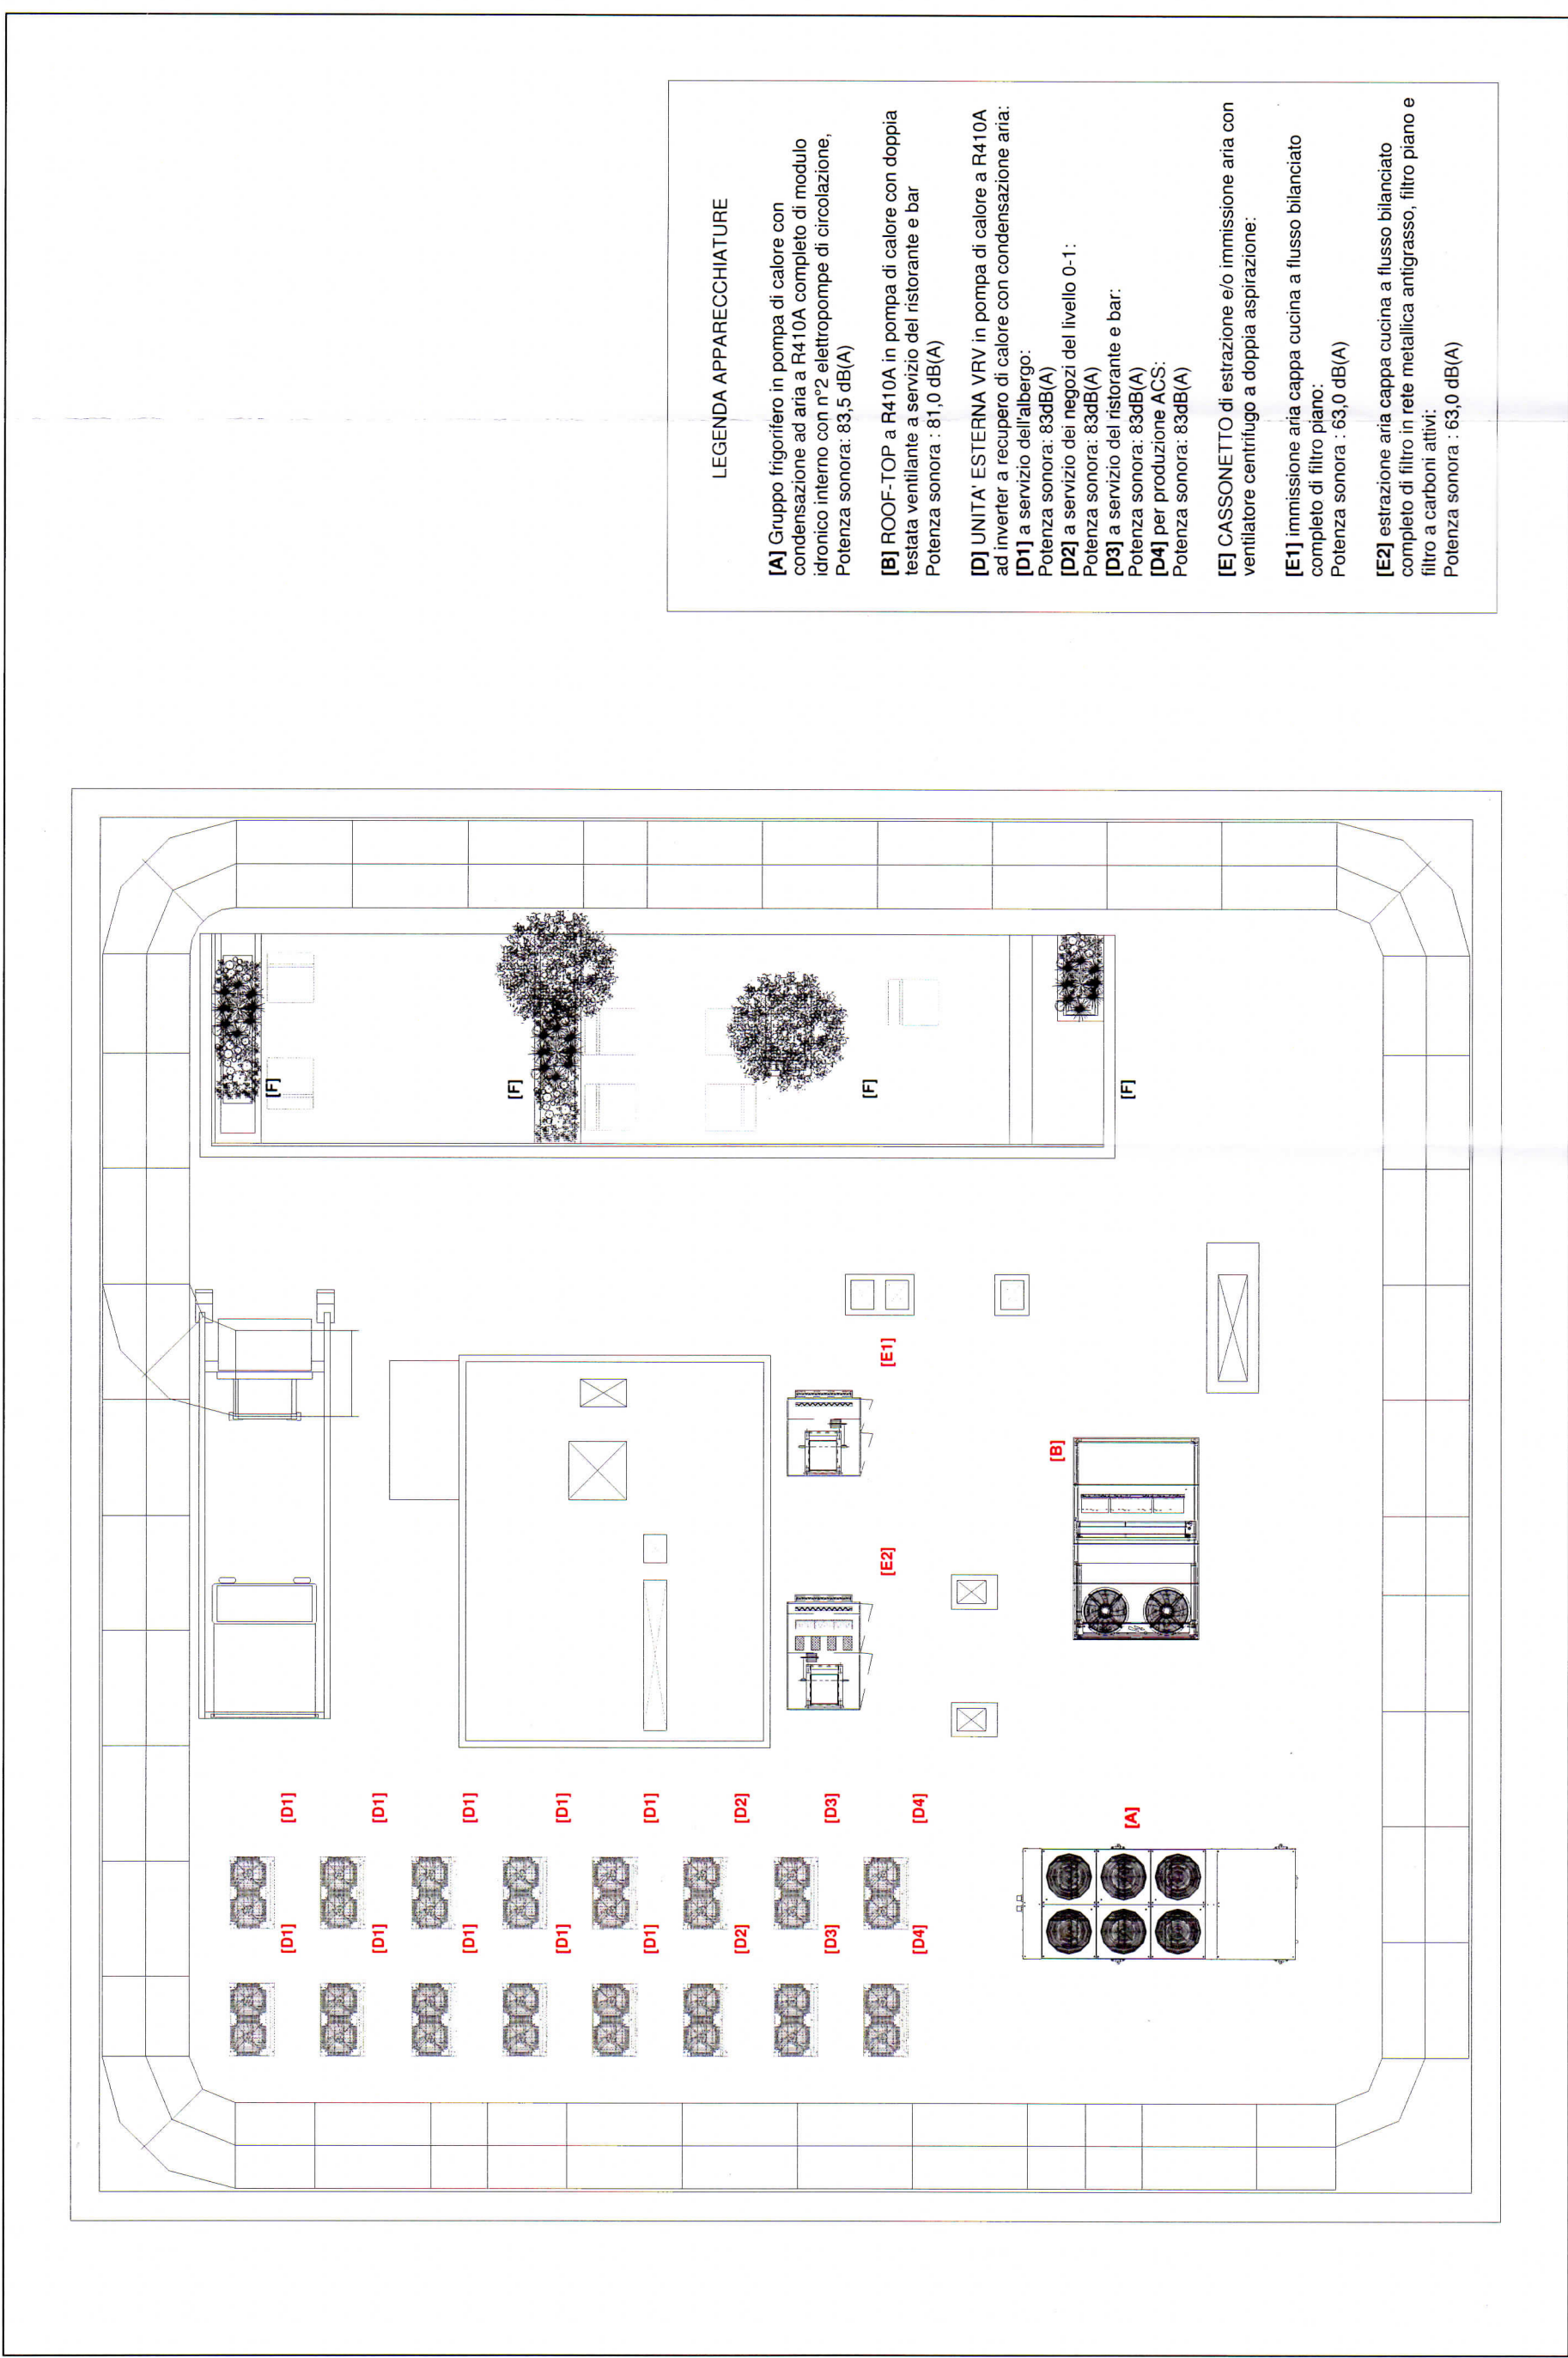 LEGENDA APPARECCHIATURE
[A] Gruppo frigorifero in pompa di calore con
condensazione ad aria a R410A completo di modulo
idronico interno con n°2 elettropompe di circolazione,
Potenza sonora: 83,5 dB(A)
[B] ROOF-TOP a R410A in pompa di calore con doppia
testata ventilante a servizio del ristorante e bar
Potenza sonora : 81,0 dB(A)
[D] UNITA' ESTERNA VRV in pompa di calore a R410A
ad inverter a recupero di calore con condensazione aria:
[D1] a servizio dell'albergo:
Potenza sonora: 83dB(A)
[D2] a servizio dei negozi del livello 0-1:
Potenza sonora: 83dB(A)
[D3] a servizio del ristorante e bar:
Potenza sonora: 83dB(A)
[D4] per produzione ACS:
Potenza sonora: 83dB(A)
[E] CASSONETTO di estrazione e/o immissione aria con
ventilatore centrifugo a doppia aspirazione:
[E1] immissione aria cappa cucina a flusso bilanciato
completo di filtro piano:
Potenza sonora : 63,0 dB(A)
[E2] estrazione aria cappa cucina a flusso bilanciato
completo di filtro in rete metallica antigrasso, filtro piano e
filtro a carboni attivi:
Potenza sonora : 63,0 dB(A)
[F]
[F]
[F]
[F]
[E1]
[B]
[E2]
[D1]
[D1]
[D1]
[D1]
[D1]
[D2]
[D3]
[D4]
[A]
[D1]
[D1]
[D1]
[D1]
[D1]
[D2]
[D3]
[D4]